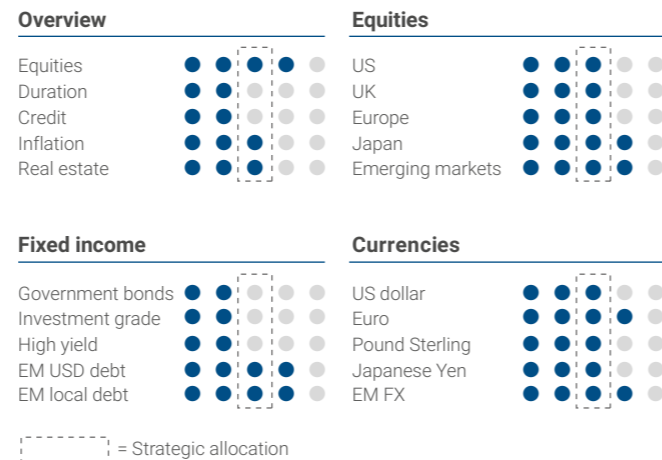 Overview
Equities
Duration
Credit
Inflation
Real estate
Equities
US
UK
Europe
Japan
Emerging markets
Fixed income
Government bonds
Investment grade
High yield
EM USD debt
EM local debt
Currencies
US dollar
Euro
Pound Sterling
Japanese Yen
EM FX
= Strategic allocation